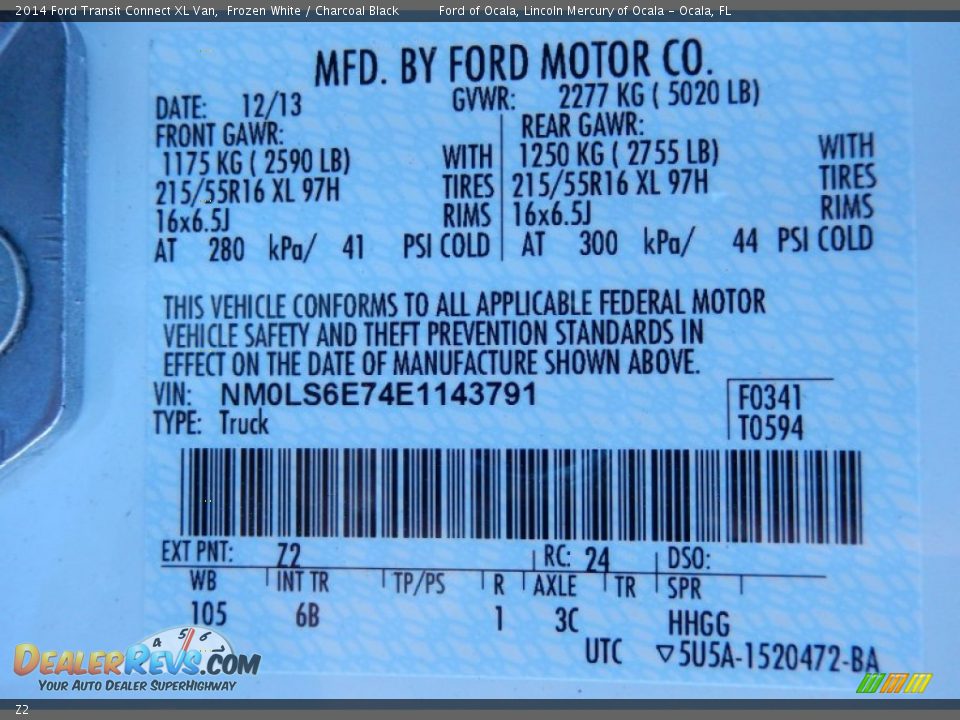 2014 Ford Transit Connect XL Van,  Frozen White / Charcoal Black   Ford of Ocala, Lincoln Mercury of Ocala - Ocala, FL
MFD. BY FORD MOTOR CO.
DATE: 12/13 GVWR: 2277 KG ( 5020 LB)
FRONT GAWR: REAR GAWR:
1175 KG ( 2590 LB) WITH 1250 KG ( 2755 LB) WITH
215/55R16 XL 97H TIRES 215/55R16 XL 97H TIRES
16x6.5J RIMS 16x6.5J RIMS
AT 280 kPa/ 41 PSI COLD AT 300 kPa/ 44 PSI COLD
THIS VEHICLE CONFORMS TO ALL APPLICABLE FEDERAL MOTOR
VEHICLE SAFETY AND THEFT PREVENTION STANDARDS IN
EFFECT ON THE DATE OF MANUFACTURE SHOWN ABOVE.
VIN: NM0LS6E74E1143791 F0341
TYPE: Truck T0594
EXT PNT: Z2 RC: 24 DSO:
WB INT TR TP/PS R AXLE TR SPR
105 6B 1 3C HHGG
UTC ▽5U5A-1520472-BA
4 5 6
DEALERREVS.COM
YOUR AUTO DEALER SUPERHIGHWAY
Z2